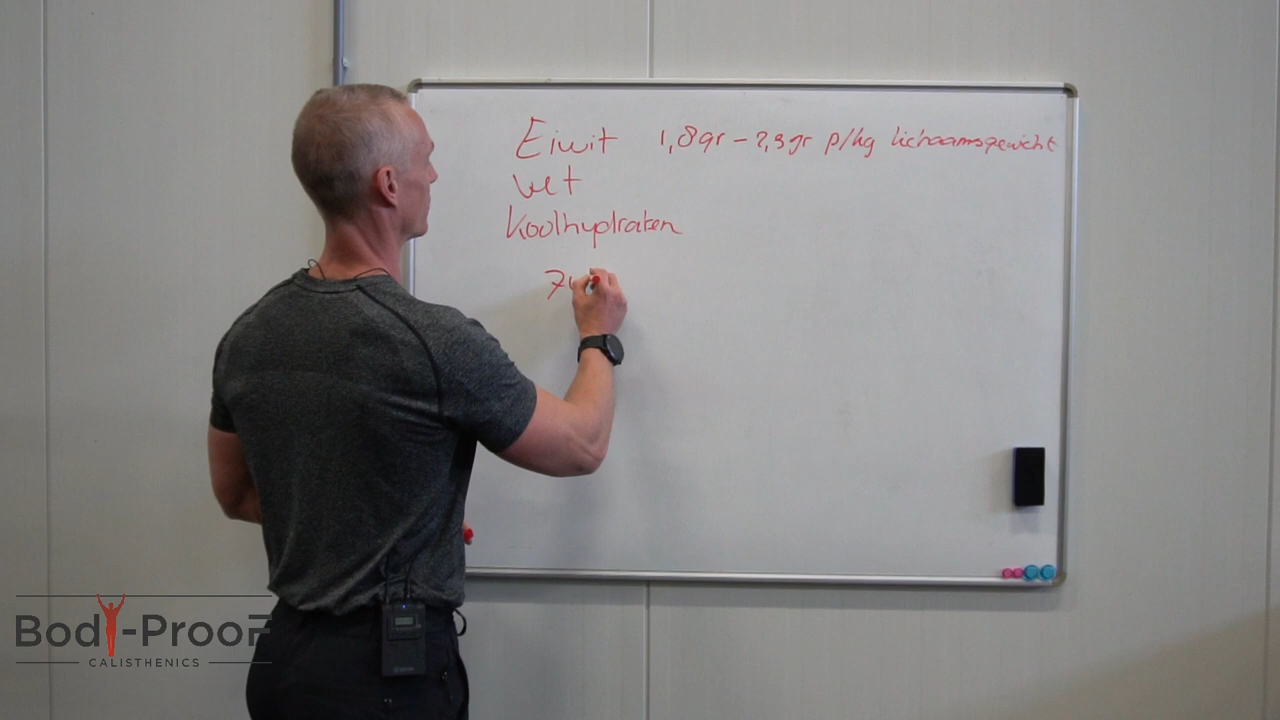 Eiwit 1,8gr - 2,3gr p/kg lichaamsgewicht
vet
Koolhydraten
Body-Proof
CALISTHENICS